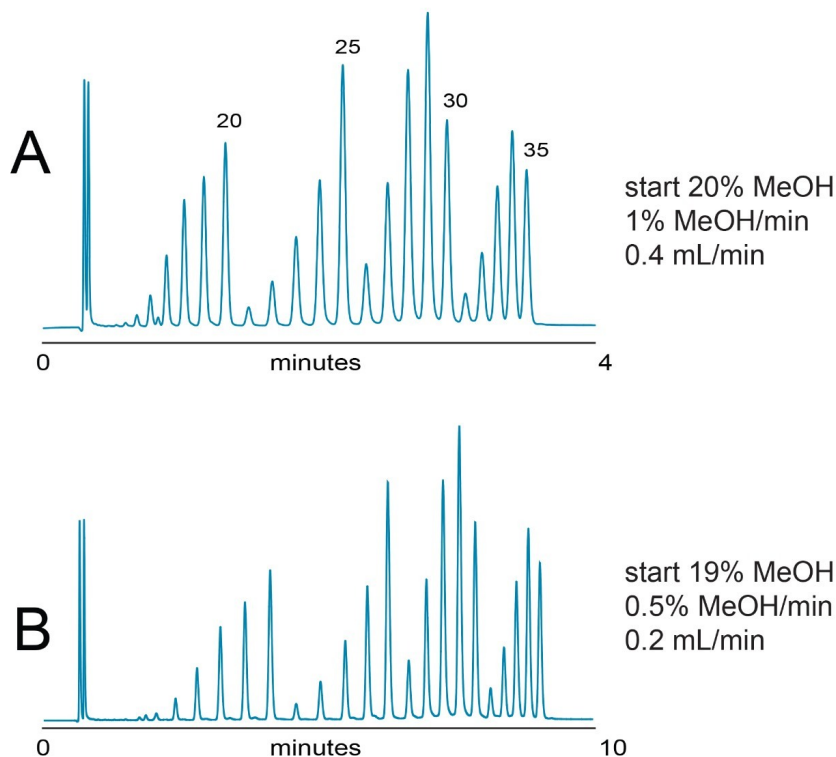 A
20
25
30
35
start 20% MeOH
1% MeOH/min
0.4 mL/min
0
minutes
4
B
start 19% MeOH
0.5% MeOH/min
0.2 mL/min
0
minutes
10